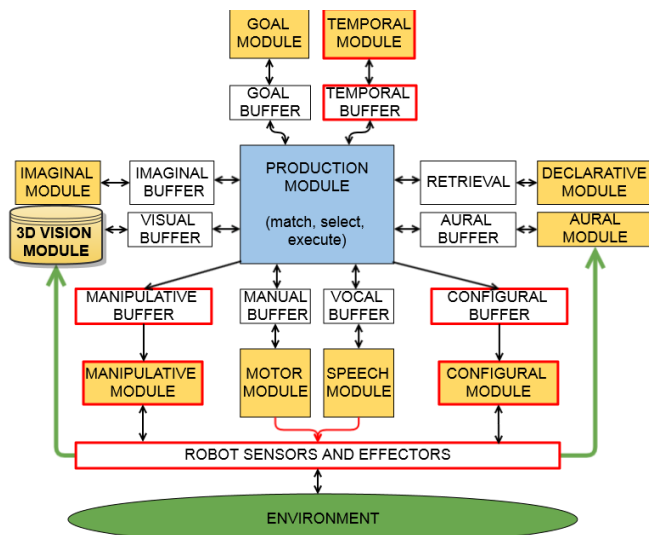 GOAL
MODULE
TEMPORAL
MODULE
GOAL
BUFFER
TEMPORAL
BUFFER
IMAGINAL
MODULE
IMAGINAL
BUFFER
PRODUCTION
MODULE
(match, select,
execute)
RETRIEVAL
DECLARATIVE
MODULE
3D VISION
MODULE
VISUAL
BUFFER
AURAL
BUFFER
AURAL
MODULE
MANIPULATIVE
BUFFER
MANUAL
BUFFER
VOCAL
BUFFER
CONFIGURAL
BUFFER
MANIPULATIVE
MODULE
MOTOR
MODULE
SPEECH
MODULE
CONFIGURAL
MODULE
ROBOT SENSORS AND EFFECTORS
ENVIRONMENT